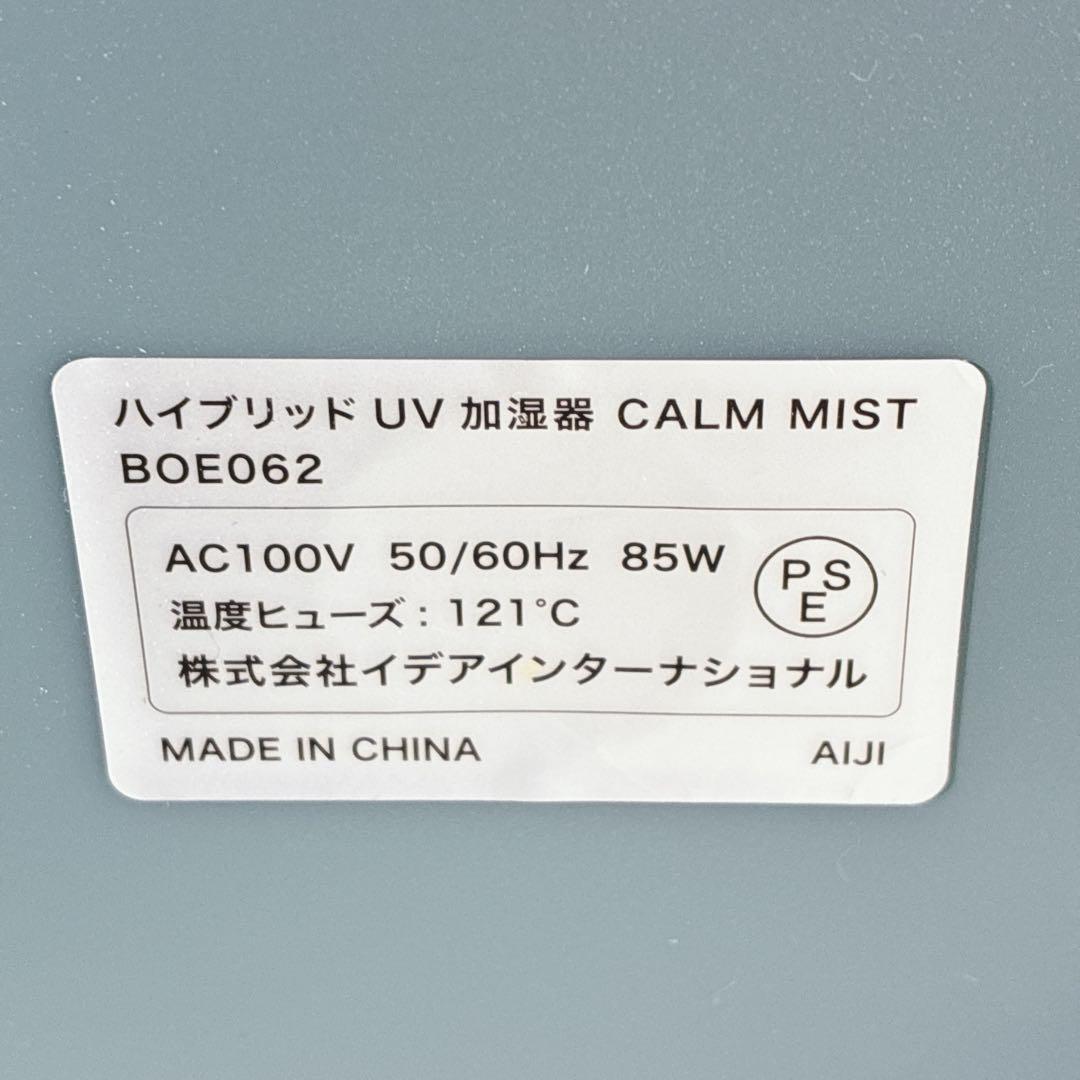 ハイブリッド UV 加湿器 CALM MIST
BOE062
AC100V 50/60Hz 85W
PSE
温度ヒューズ : 121℃
株式会社イデアインターナショナル
MADE IN CHINA AIJI